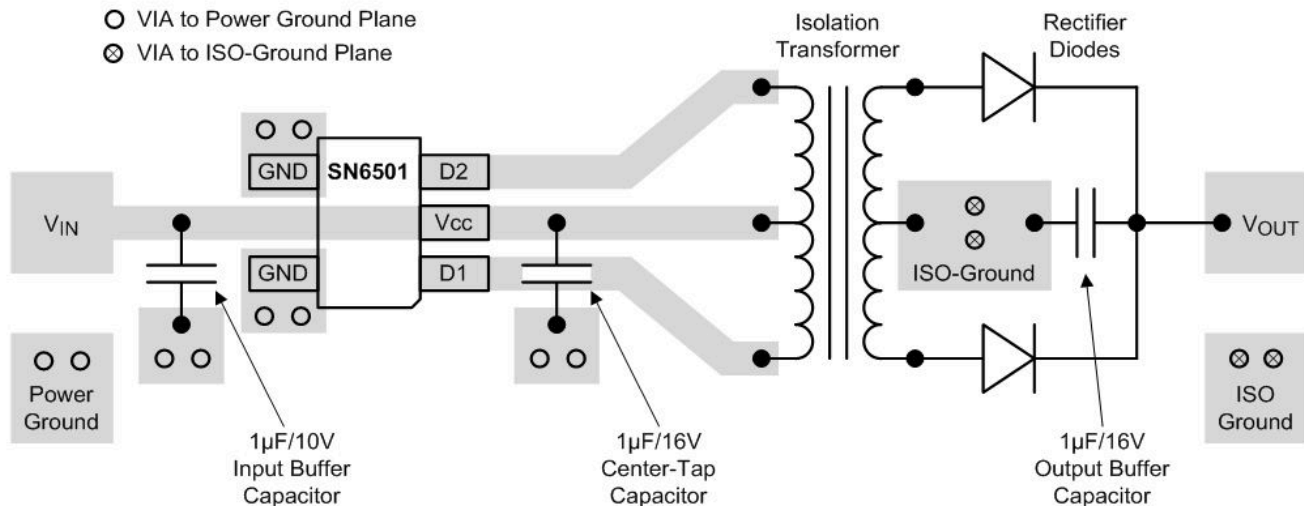 VIA to Power Ground Plane
VIA to ISO-Ground Plane
Isolation
Transformer
Rectifier
Diodes
GND
SN6501
D2
VIN
Vcc
VOUT
GND
D1
ISO-Ground
Power
Ground
ISO
Ground
1µF/10V
Input Buffer
Capacitor
1µF/16V
Center-Tap
Capacitor
1µF/16V
Output Buffer
Capacitor